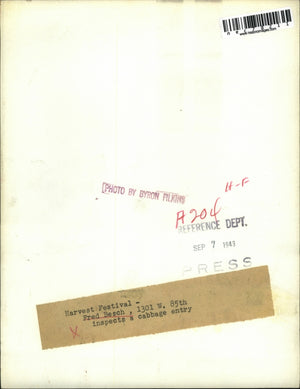 [PHOTO BY BYRON FILKINS
H-F
A204
REFERENCE DEPT.
SEP 7 1943
PRESS
Harvest Festival -
Fred Besch, 1301 W. 85th
inspects a cabbage entry
X